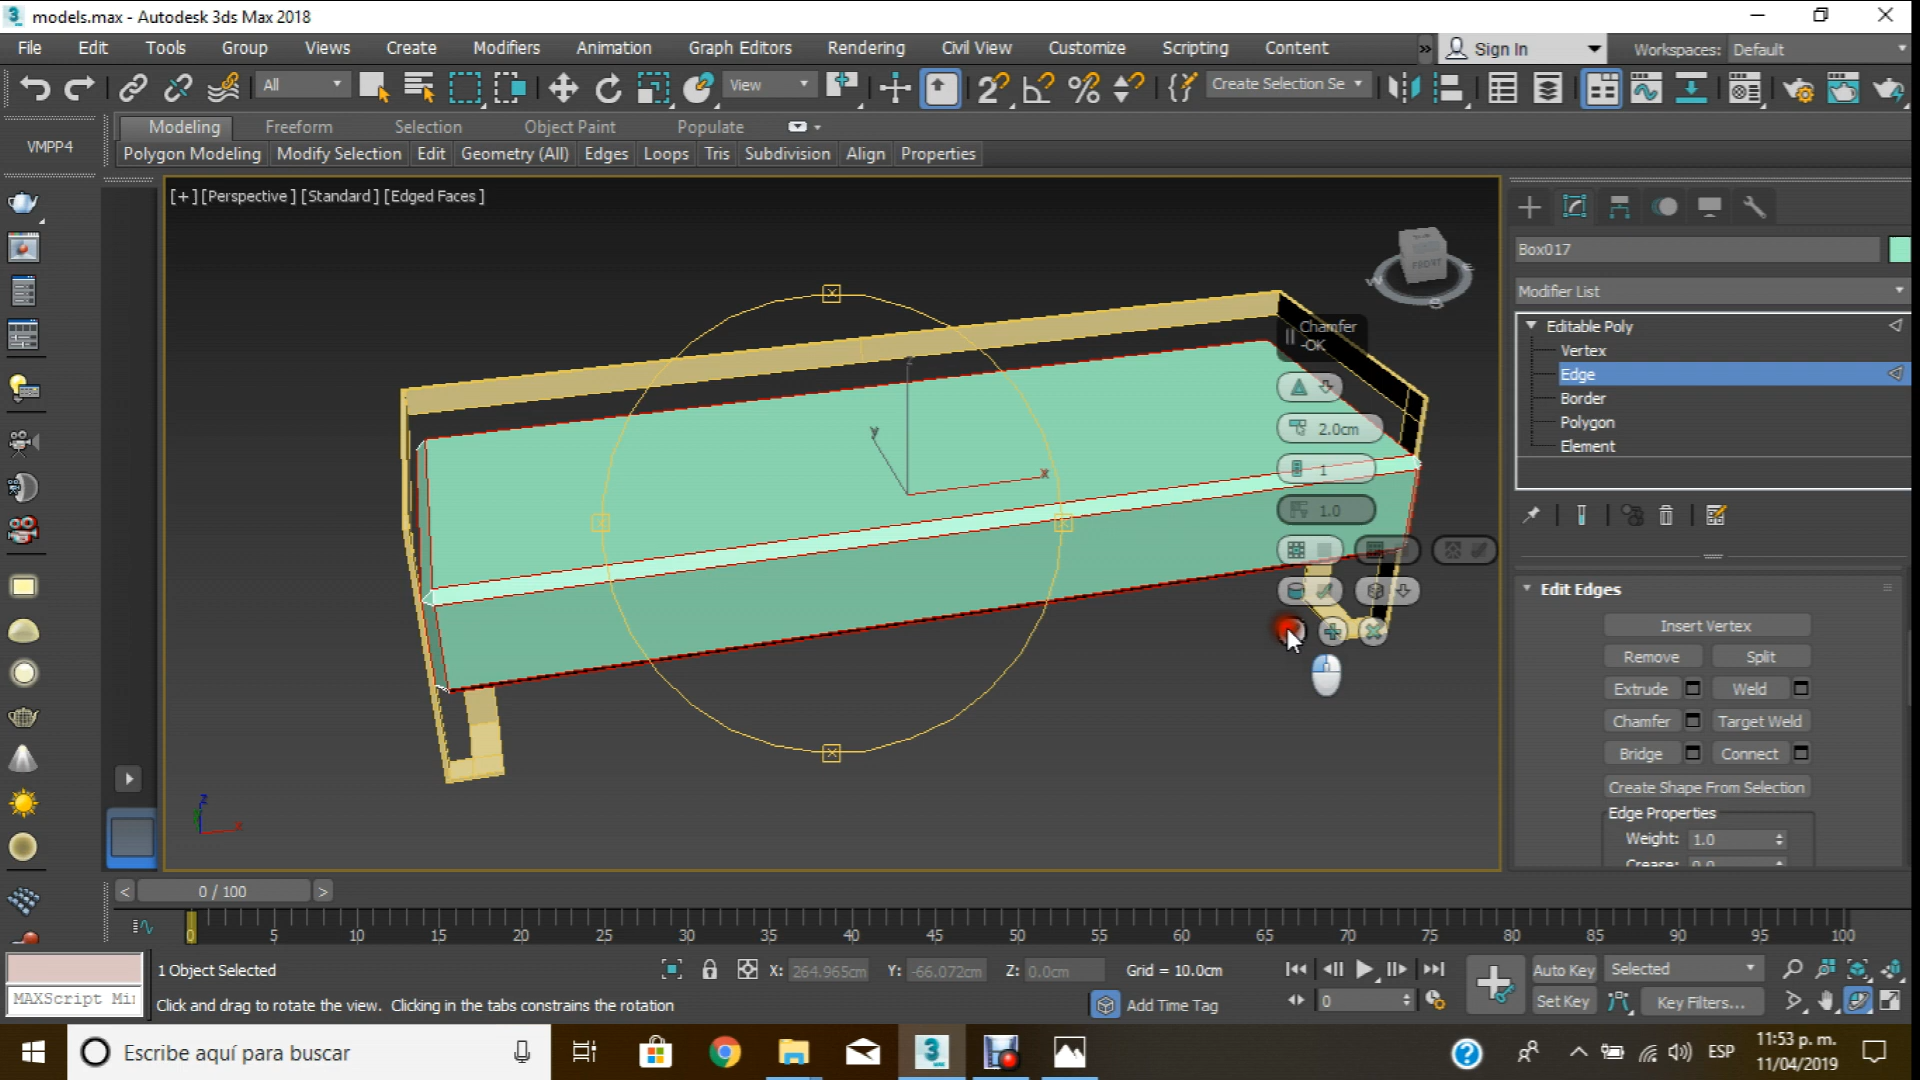 models.max - Autodesk 3ds Max 2018
File Edit Tools Group Views Create Modifiers Animation Graph Editors Rendering Civil View Customize Scripting Content
Sign In
Workspaces: Default
All
View
Create Selection Se
VMPP4
Modeling Freeform Selection Object Paint Populate
Polygon Modeling Modify Selection Edit Geometry (All) Edges Loops Tris Subdivision Align Properties
[+] [Perspective] [Standard] [Edged Faces]
FRONT
W
S
Chamfer
-OK
2.0cm
1
1.0
z
y
x
z
x
Box017
Modifier List
Editable Poly
Vertex
Edge
Border
Polygon
Element
Edit Edges
Insert Vertex
Remove Split
Extrude Weld
Chamfer Target Weld
Bridge Connect
Create Shape From Selection
Edge Properties
Weight: 1.0
Crease: 0.0
< 0 / 100 >
0 5 10 15 20 25 30 35 40 45 50 55 60 65 70 75 80 85 90 95 100
1 Object Selected
X: 264.965cm Y: -66.072cm Z: 0.0cm Grid = 10.0cm
Auto Key Selected
MAXScript Mi
Click and drag to rotate the view. Clicking in the tabs constrains the rotation
Add Time Tag
0
Set Key Key Filters...
Escribe aquí para buscar
ESP
11:53 p. m.
11/04/2019